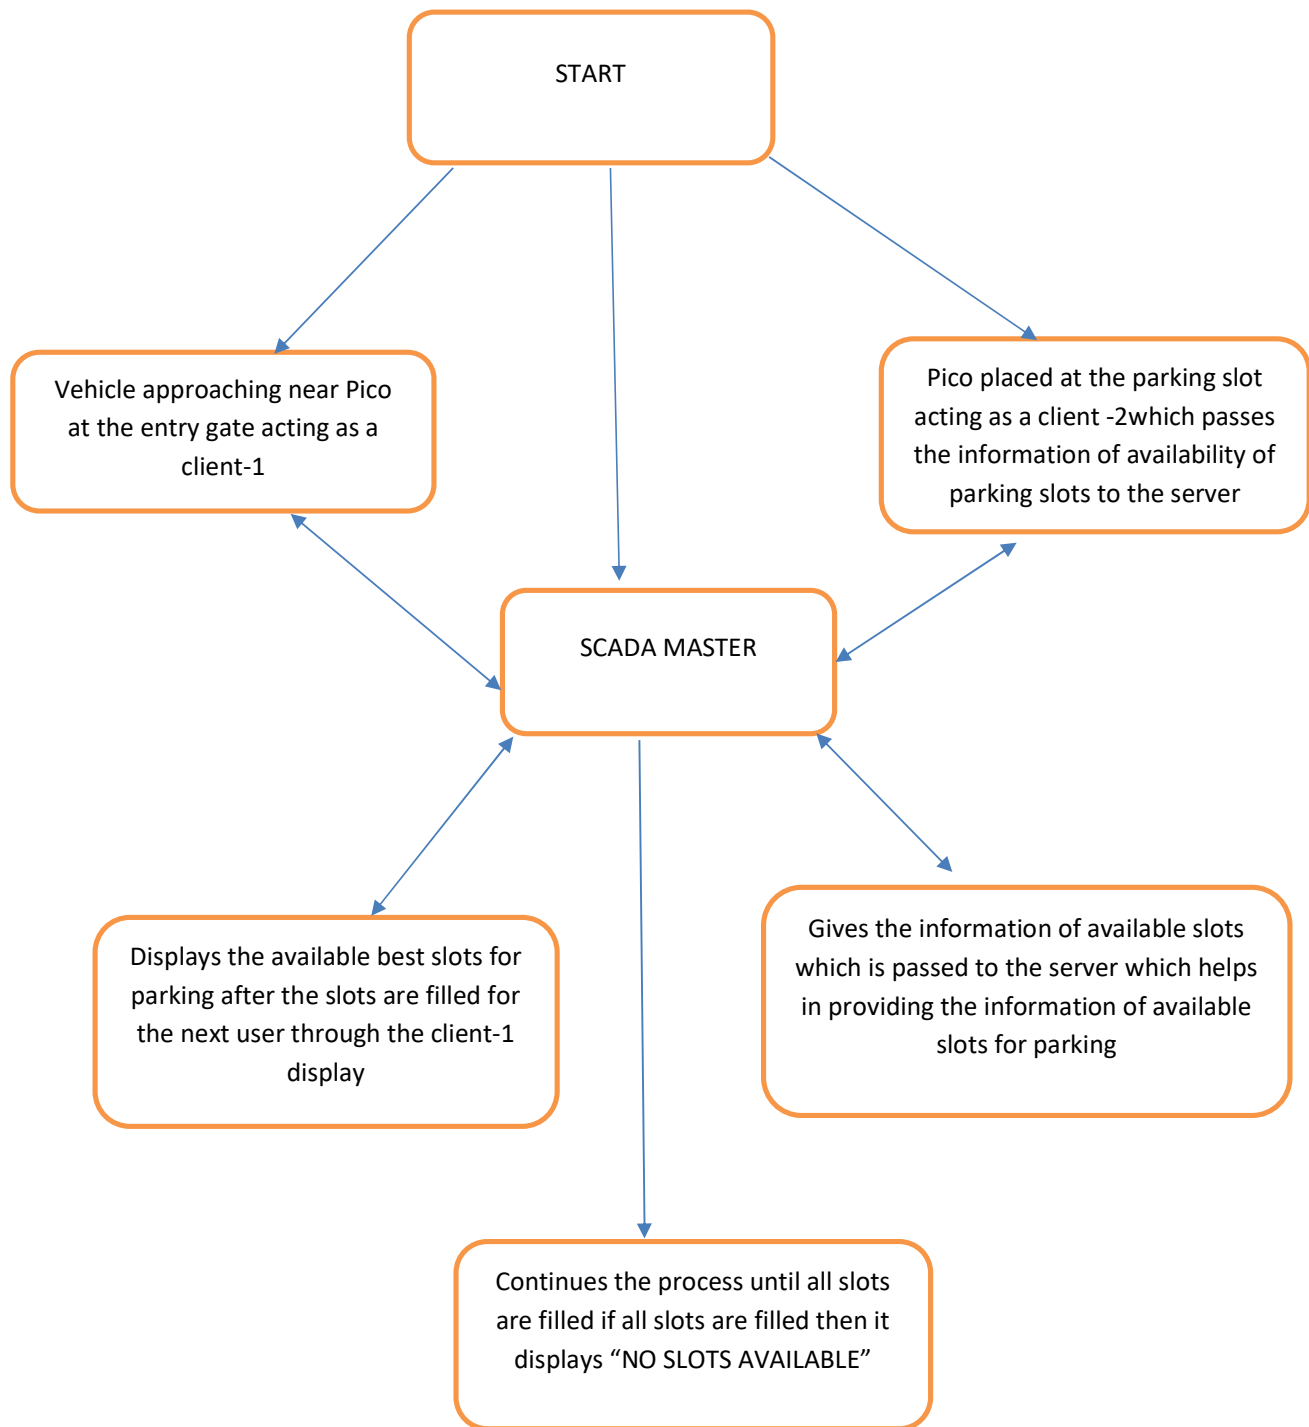 START
Vehicle approaching near Pico
at the entry gate acting as a
client-1
Pico placed at the parking slot
acting as a client -2which passes
the information of availability of
parking slots to the server
SCADA MASTER
Displays the available best slots for
parking after the slots are filled for
the next user through the client-1
display
Gives the information of available slots
which is passed to the server which helps
in providing the information of available
slots for parking
Continues the process until all slots
are filled if all slots are filled then it
displays “NO SLOTS AVAILABLE”